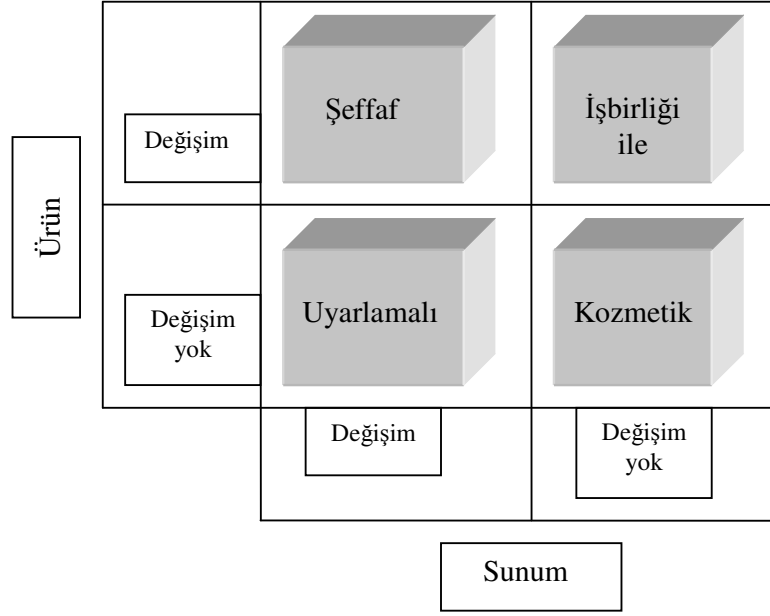 Şeffaf
İşbirliği
ile
Değişim
Ürün
Uyarlamalı
Kozmetik
Değişim
yok
Değişim
Değişim
yok
Sunum